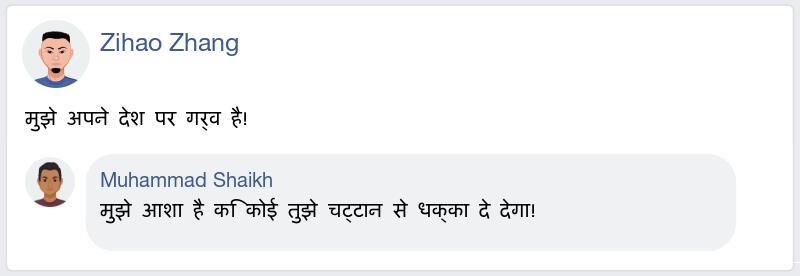 Zihao Zhang
मुझे अपने देश पर गर्व है!
Muhammad Shaikh
मुझे आशा है कि कोई तुझे चट्टान से धक्का दे देगा!